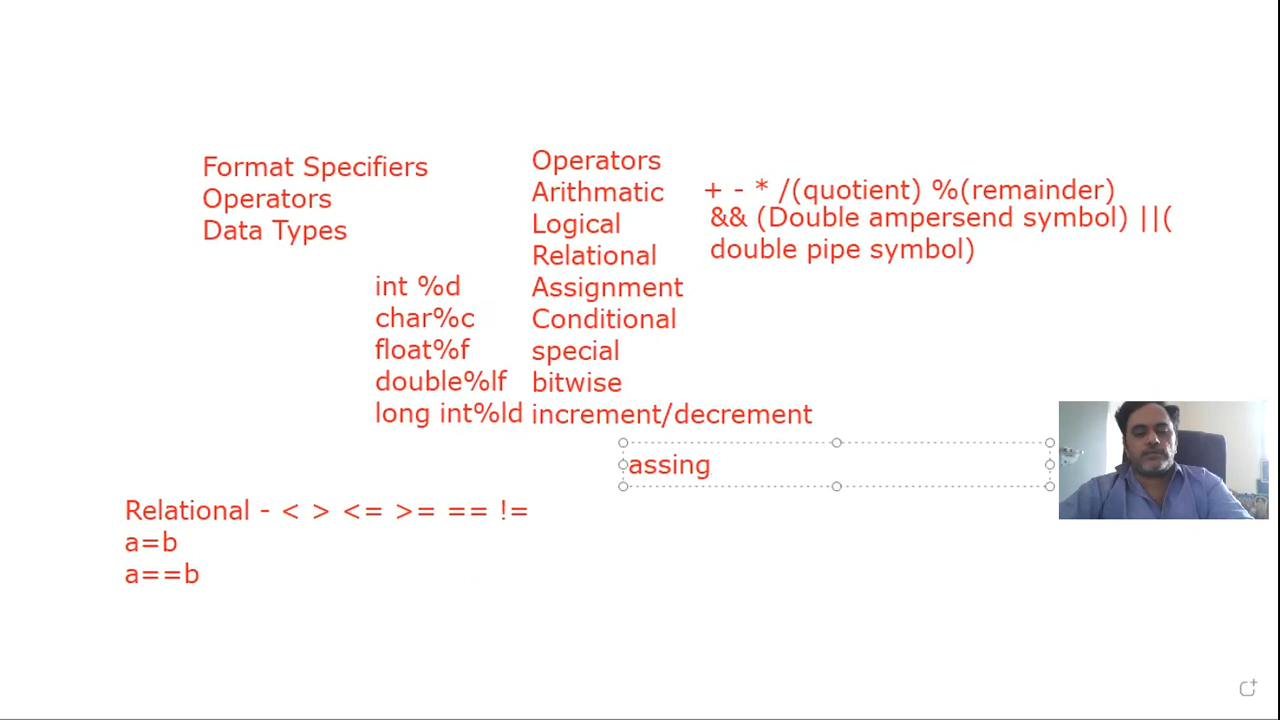 Format Specifiers
Operators
Data Types
int %d
char%c
float%f
double%lf
long int%ld
Operators
Arithmatic
Logical
Relational
Assignment
Conditional
special
bitwise
increment/decrement
+ - * /(quotient) %(remainder)
&& (Double ampersend symbol) ||(
double pipe symbol)
assing
Relational - < > <= >= == !=
a=b
a==b